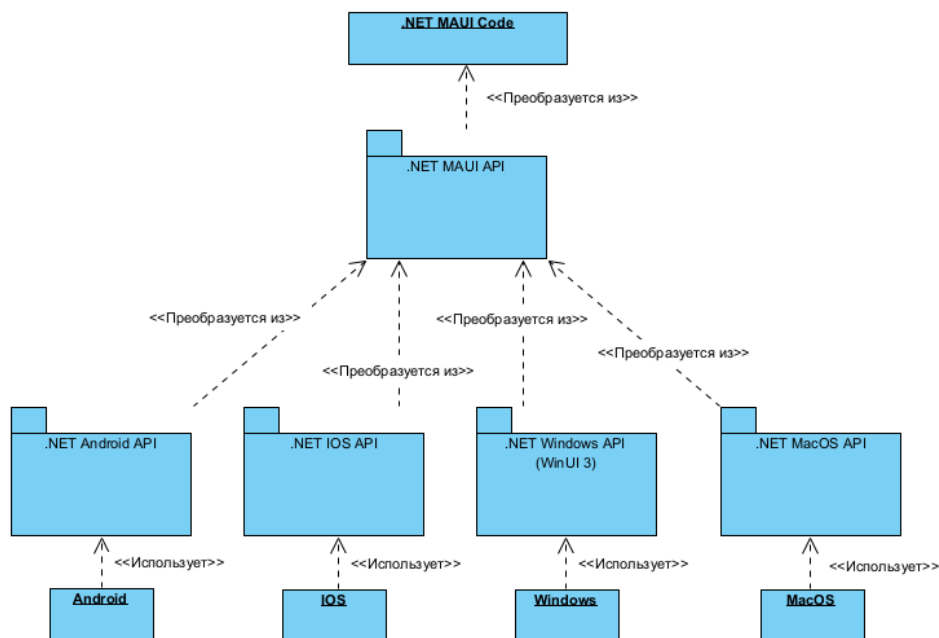 .NET MAUI Code
<<Преобразуется из>>
.NET MAUI API
<<Преобразуется из>>
<<Преобразуется из>>
<<Преобразуется из>>
<<Преобразуется из>>
.NET Android API
.NET IOS API
.NET Windows API
(WinUI 3)
.NET MacOS API
<<Использует>>
<<Использует>>
<<Использует>>
<<Использует>>
Android
IOS
Windows
MacOS